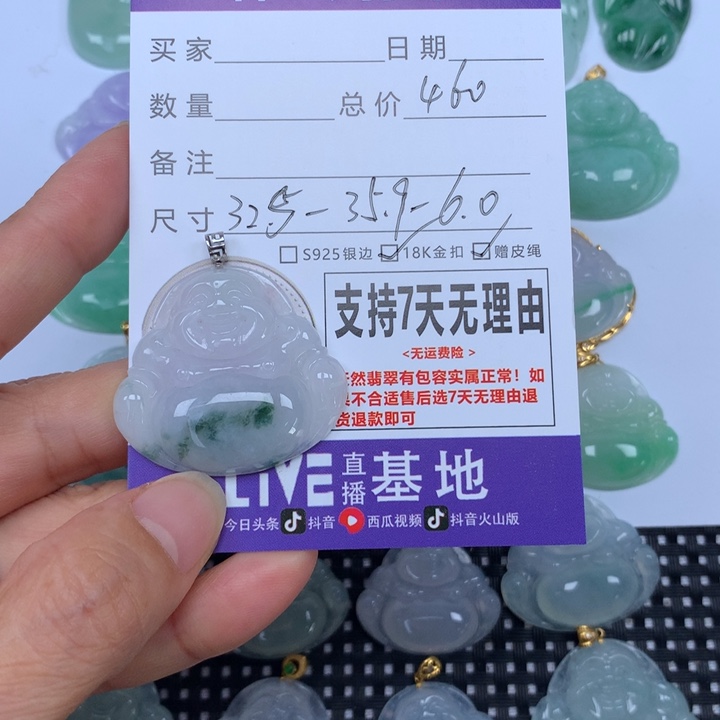 买家 日期
数量 总价 460
备注
尺寸 32.5-35.9-6.0
S925银边 18K金扣 赠皮绳
支持7天无理由
<无运费险>
天然翡翠有包容实属正常！如
果不合适售后选7天无理由退
货退款即可
LIVE 直播 基地
今日头条 抖音 西瓜视频 抖音火山版